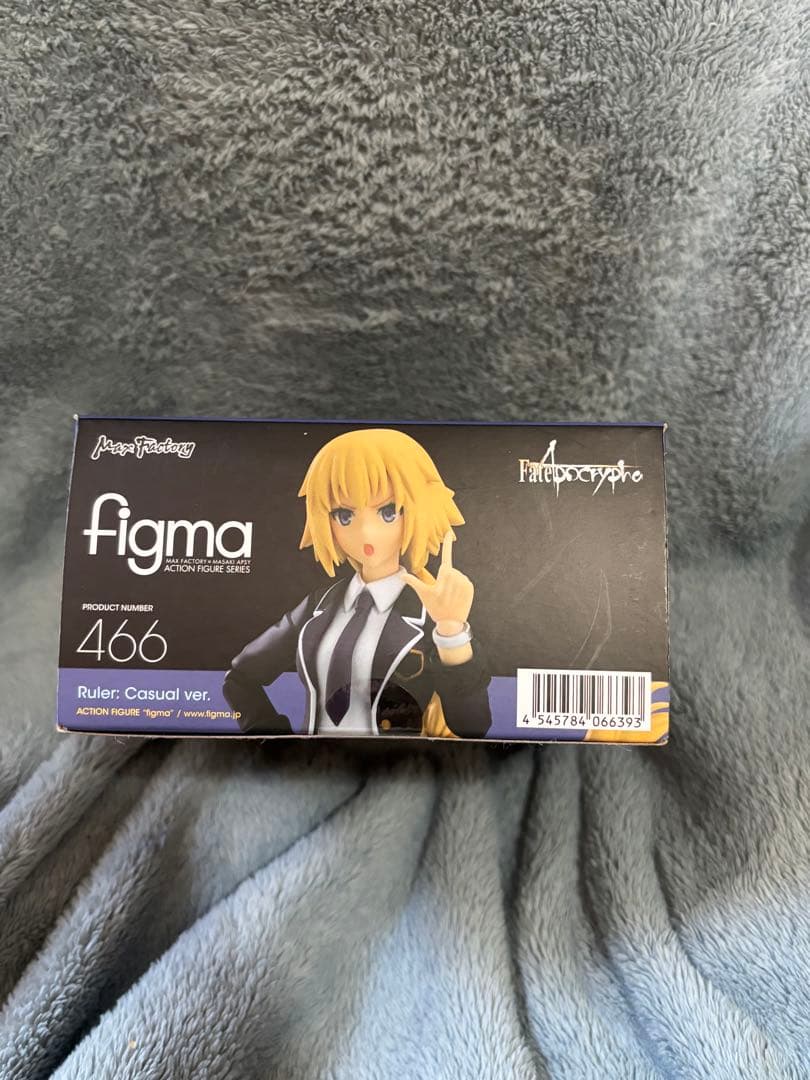 Max Factory
Fate/Apocrypha
figma
MAX FACTORY × MASAKI APSY
ACTION FIGURE SERIES
PRODUCT NUMBER
466
Ruler: Casual ver.
ACTION FIGURE "figma" / www.figma.jp
4 545784 066393